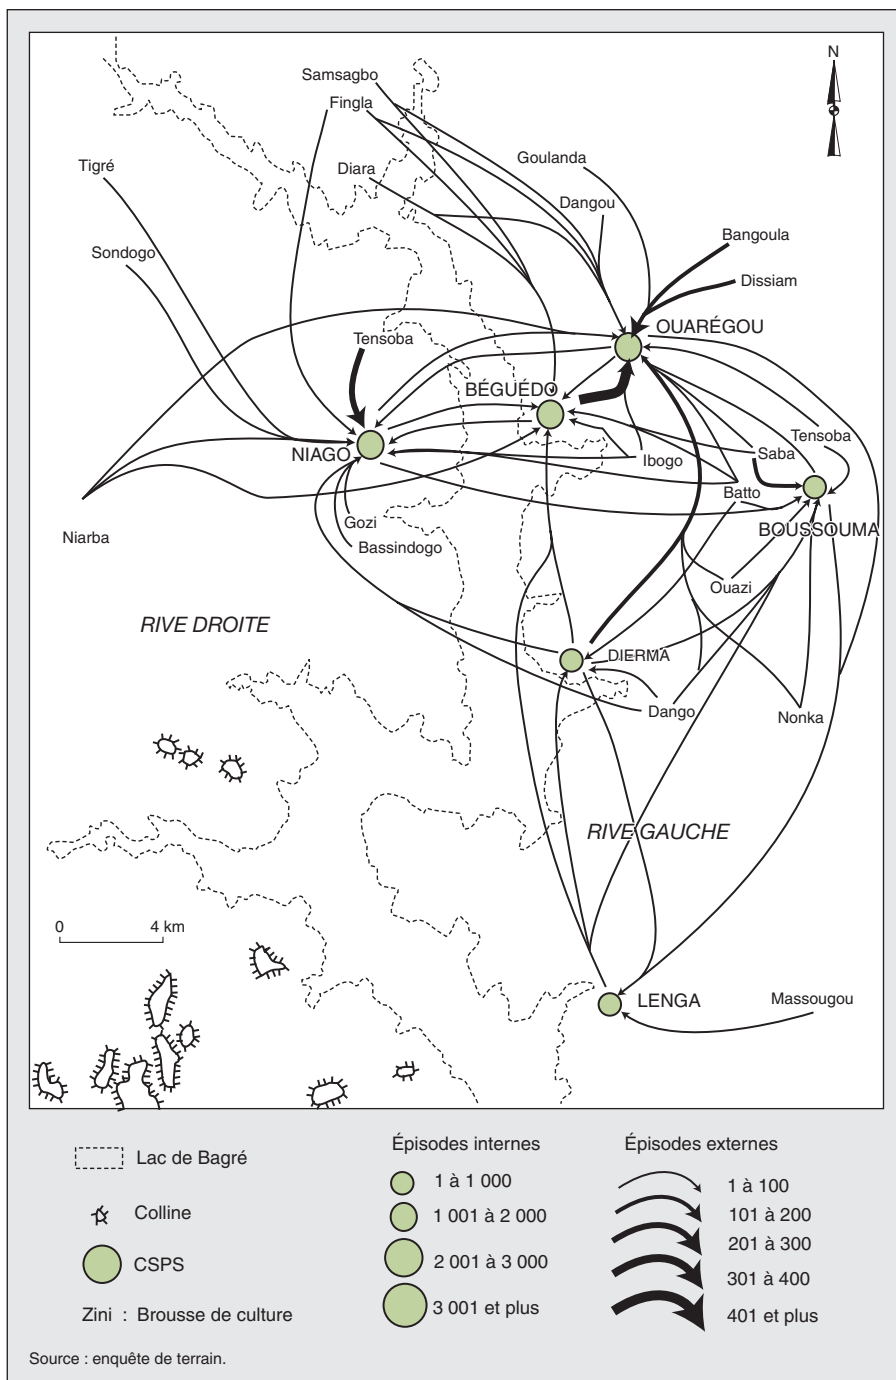 N
Samsagbo
Fingla
Goulanda
Tigré
Diara
Dangou
Bangoula
Sondogo
Dissiam
OUARÉGOU
Tensoba
BÉGUÉDO
Tensoba
NIAGO
Ibogo
Saba
Batto
Gozi
BOUSSOUMA
Niarba
Bassindogo
Ouazi
RIVE DROITE
DIERMA
Dango
Nonka
RIVE GAUCHE
0 4 km
LENGA
Massougou
Lac de Bagré
Colline
CSPS
Zini : Brousse de culture
Épisodes internes
1 à 1 000
1 001 à 2 000
2 001 à 3 000
3 001 et plus
Épisodes externes
1 à 100
101 à 200
201 à 300
301 à 400
401 et plus
Source : enquête de terrain.